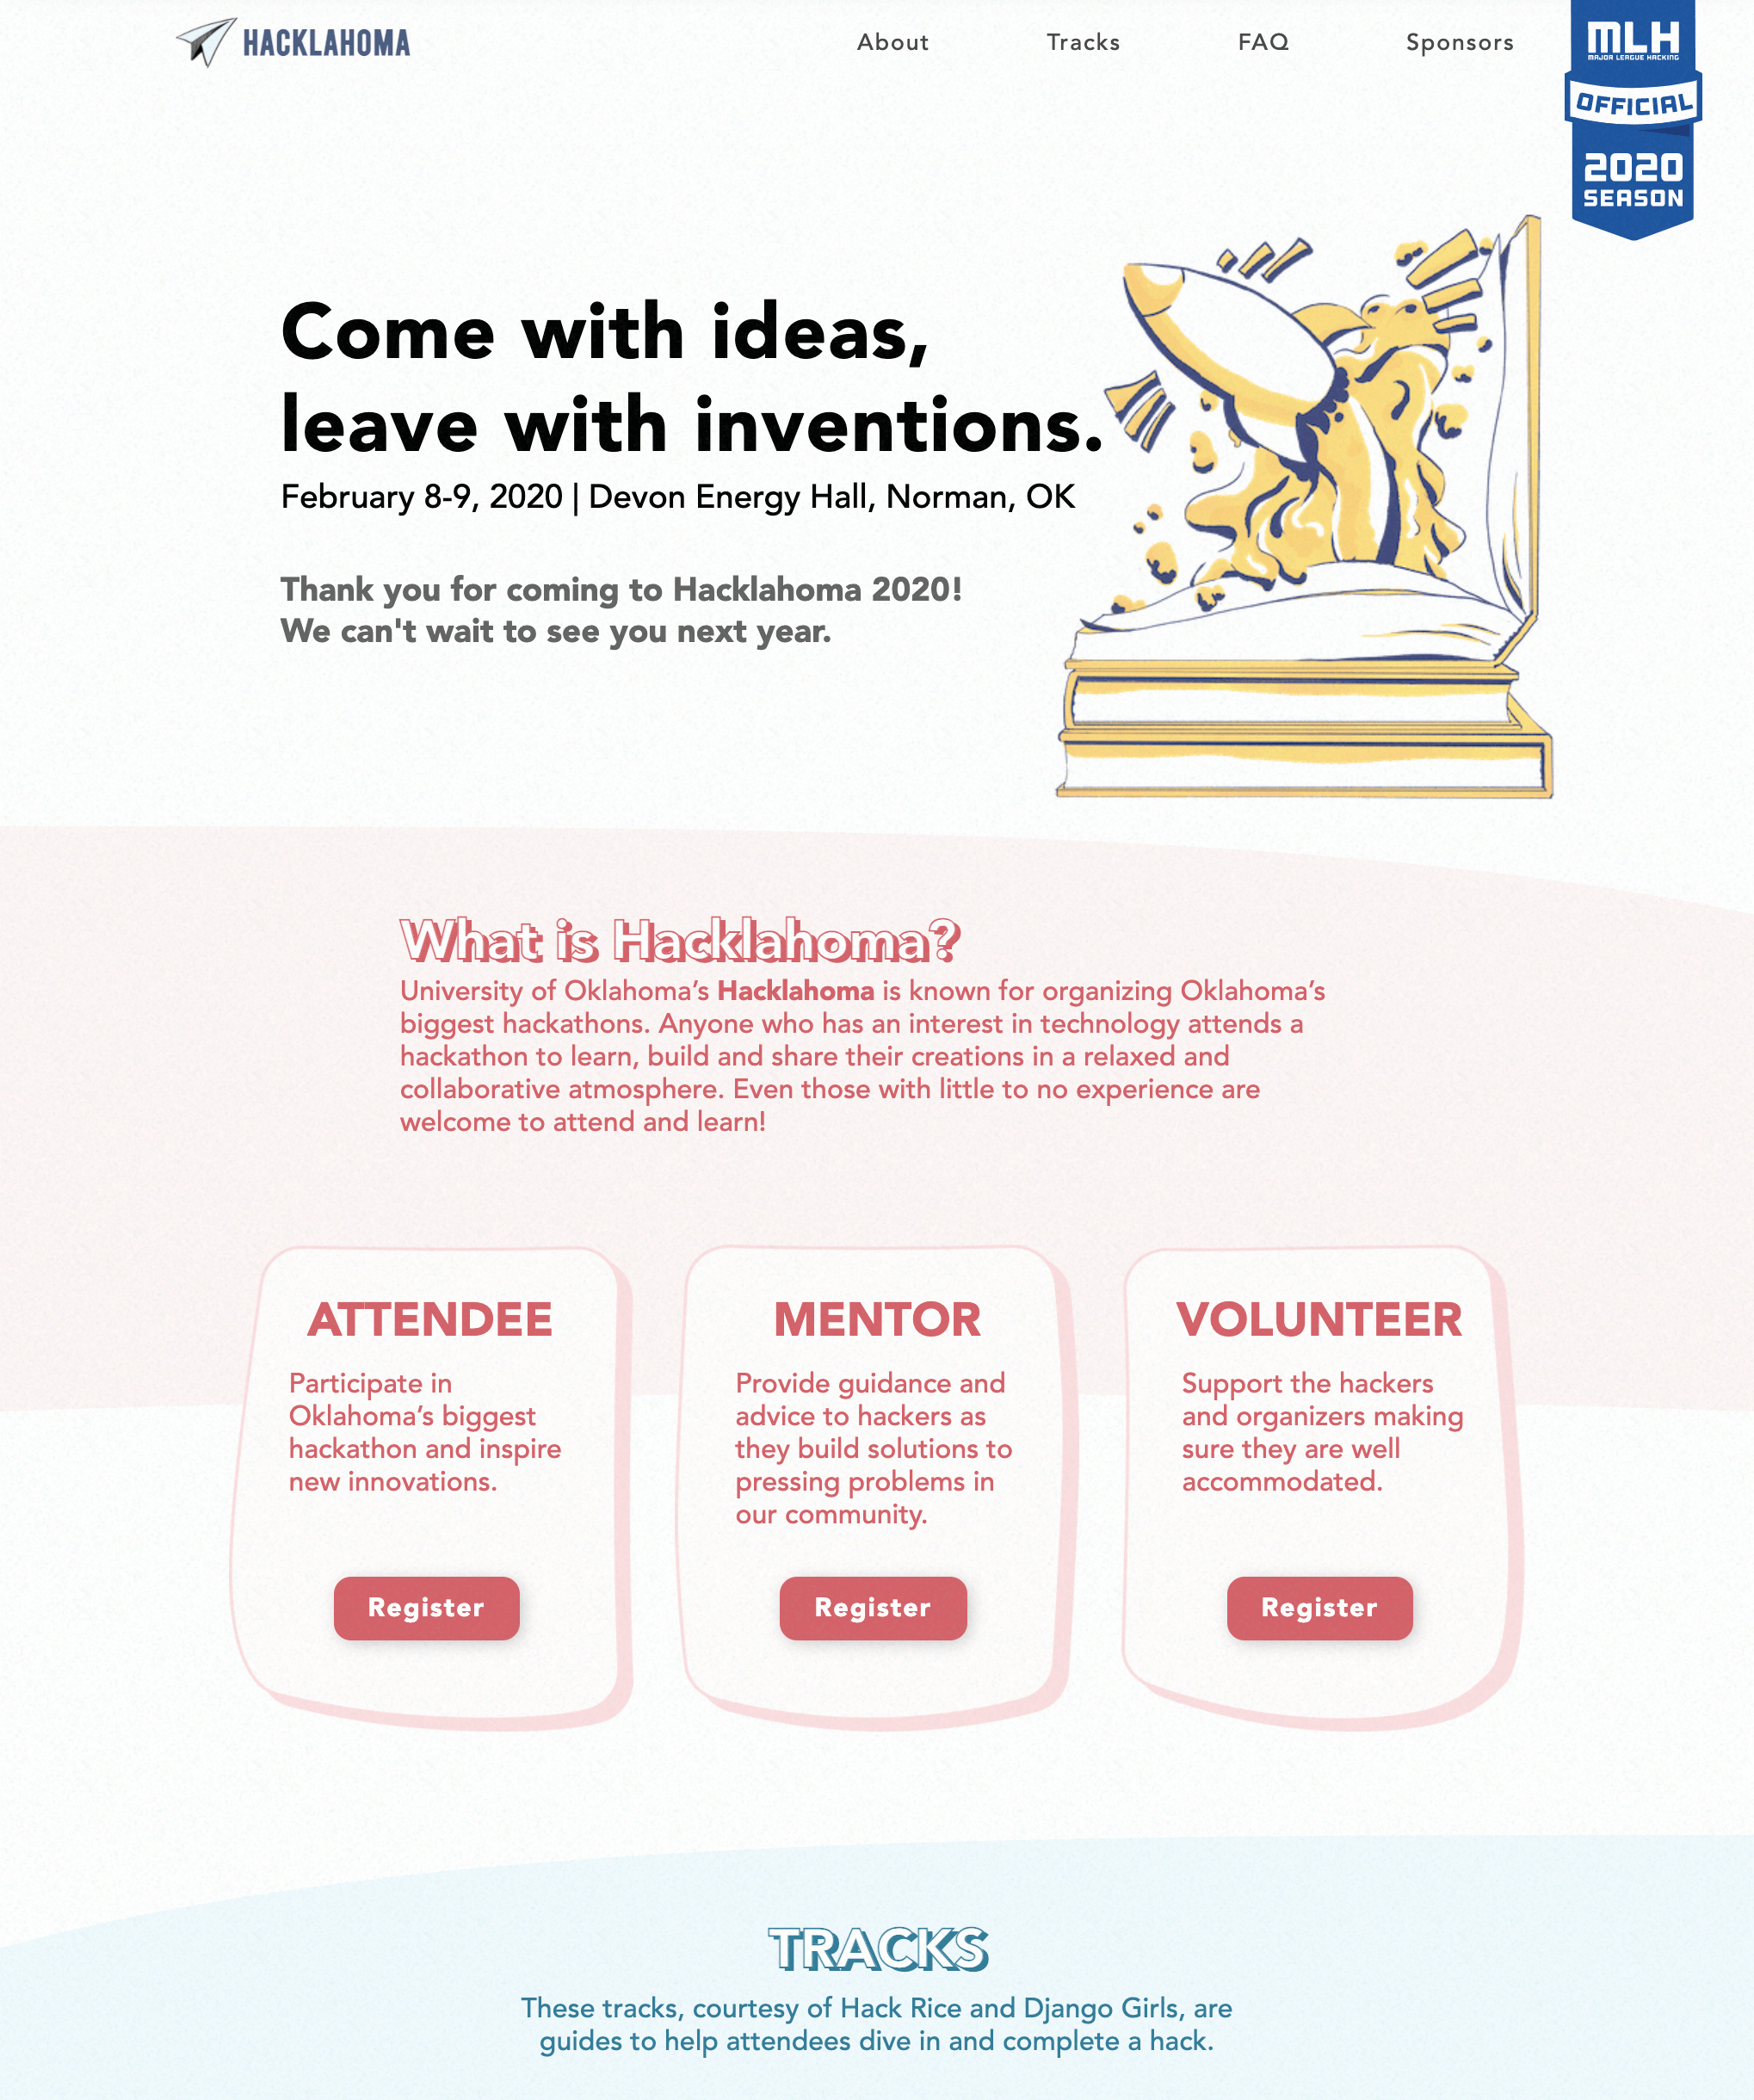 HACKLAHOMA
About
Tracks
FAQ
Sponsors
MLH
MAJOR LEAGUE HACKING
OFFICIAL
2020
SEASON
Come with ideas,
leave with inventions.
February 8-9, 2020 | Devon Energy Hall, Norman, OK
Thank you for coming to Hacklahoma 2020!
We can't wait to see you next year.
What is Hacklahoma?
University of Oklahoma’s Hacklahoma is known for organizing Oklahoma’s
biggest hackathons. Anyone who has an interest in technology attends a
hackathon to learn, build and share their creations in a relaxed and
collaborative atmosphere. Even those with little to no experience are
welcome to attend and learn!
ATTENDEE
Participate in
Oklahoma’s biggest
hackathon and inspire
new innovations.
Register
MENTOR
Provide guidance and
advice to hackers as
they build solutions to
pressing problems in
our community.
Register
VOLUNTEER
Support the hackers
and organizers making
sure they are well
accommodated.
Register
TRACKS
These tracks, courtesy of Hack Rice and Django Girls, are
guides to help attendees dive in and complete a hack.